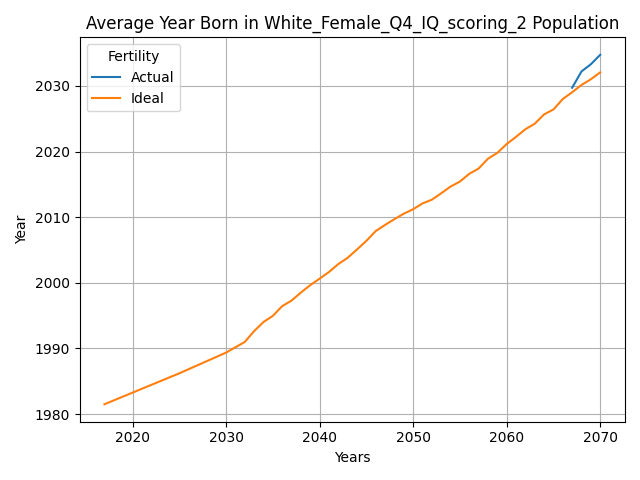 Average Year Born in White_Female_Q4_IQ_scoring_2 Population
Fertility
Actual
Ideal
2030
2020
2010
2000
1990
1980
Year
2020 2030 2040 2050 2060 2070
Years